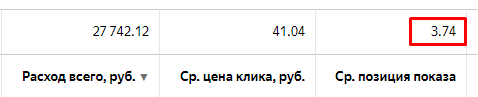 27 742.12 41.04 3.74
Расход всего, руб. ▼ Ср. цена клика, руб. Ср. позиция показа